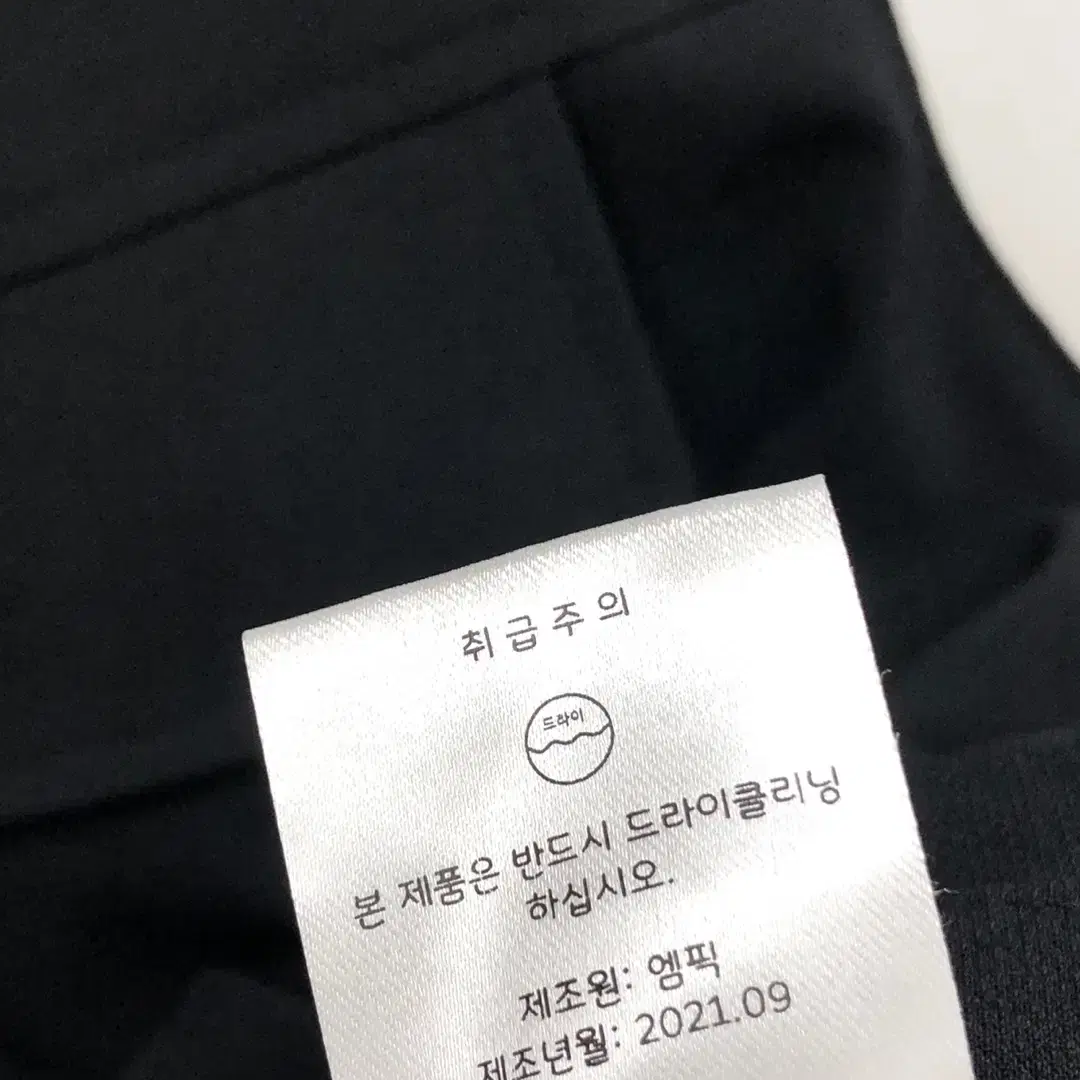 취급주의
드라이
본 제품은 반드시 드라이클리닝
하십시오.
제조원: 엠픽
제조년월: 2021.09